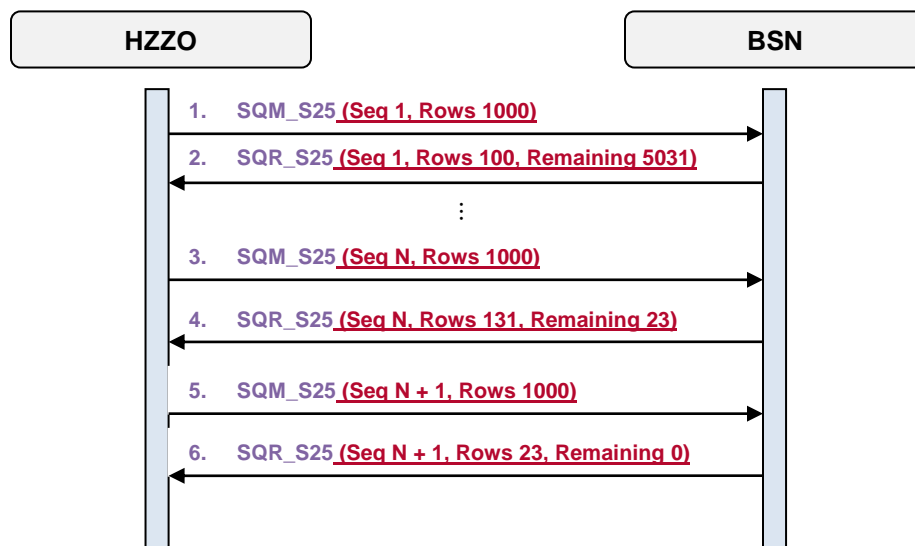 HZZO
BSN
1. SQM_S25 (Seq 1, Rows 1000)
2. SQR_S25 (Seq 1, Rows 100, Remaining 5031)
⋮
3. SQM_S25 (Seq N, Rows 1000)
4. SQR_S25 (Seq N, Rows 131, Remaining 23)
5. SQM_S25 (Seq N + 1, Rows 1000)
6. SQR_S25 (Seq N + 1, Rows 23, Remaining 0)